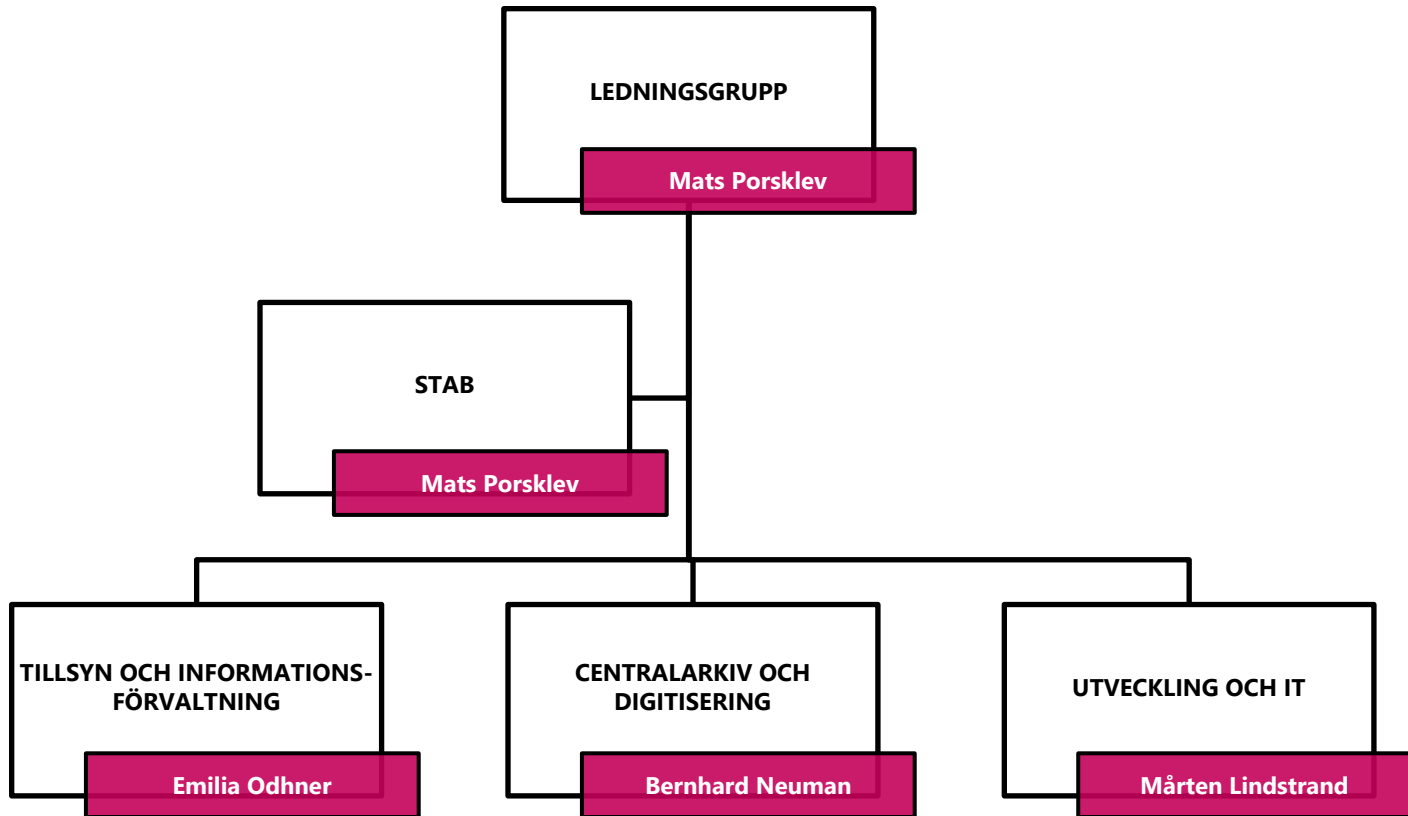 LEDNINGSGRUPP
Mats Porsklev
STAB
Mats Porsklev
TILLSYN OCH INFORMATIONS-
FÖRVALTNING
Emilia Odhner
CENTRALARKIV OCH
DIGITISERING
Bernhard Neuman
UTVECKLING OCH IT
Mårten Lindstrand